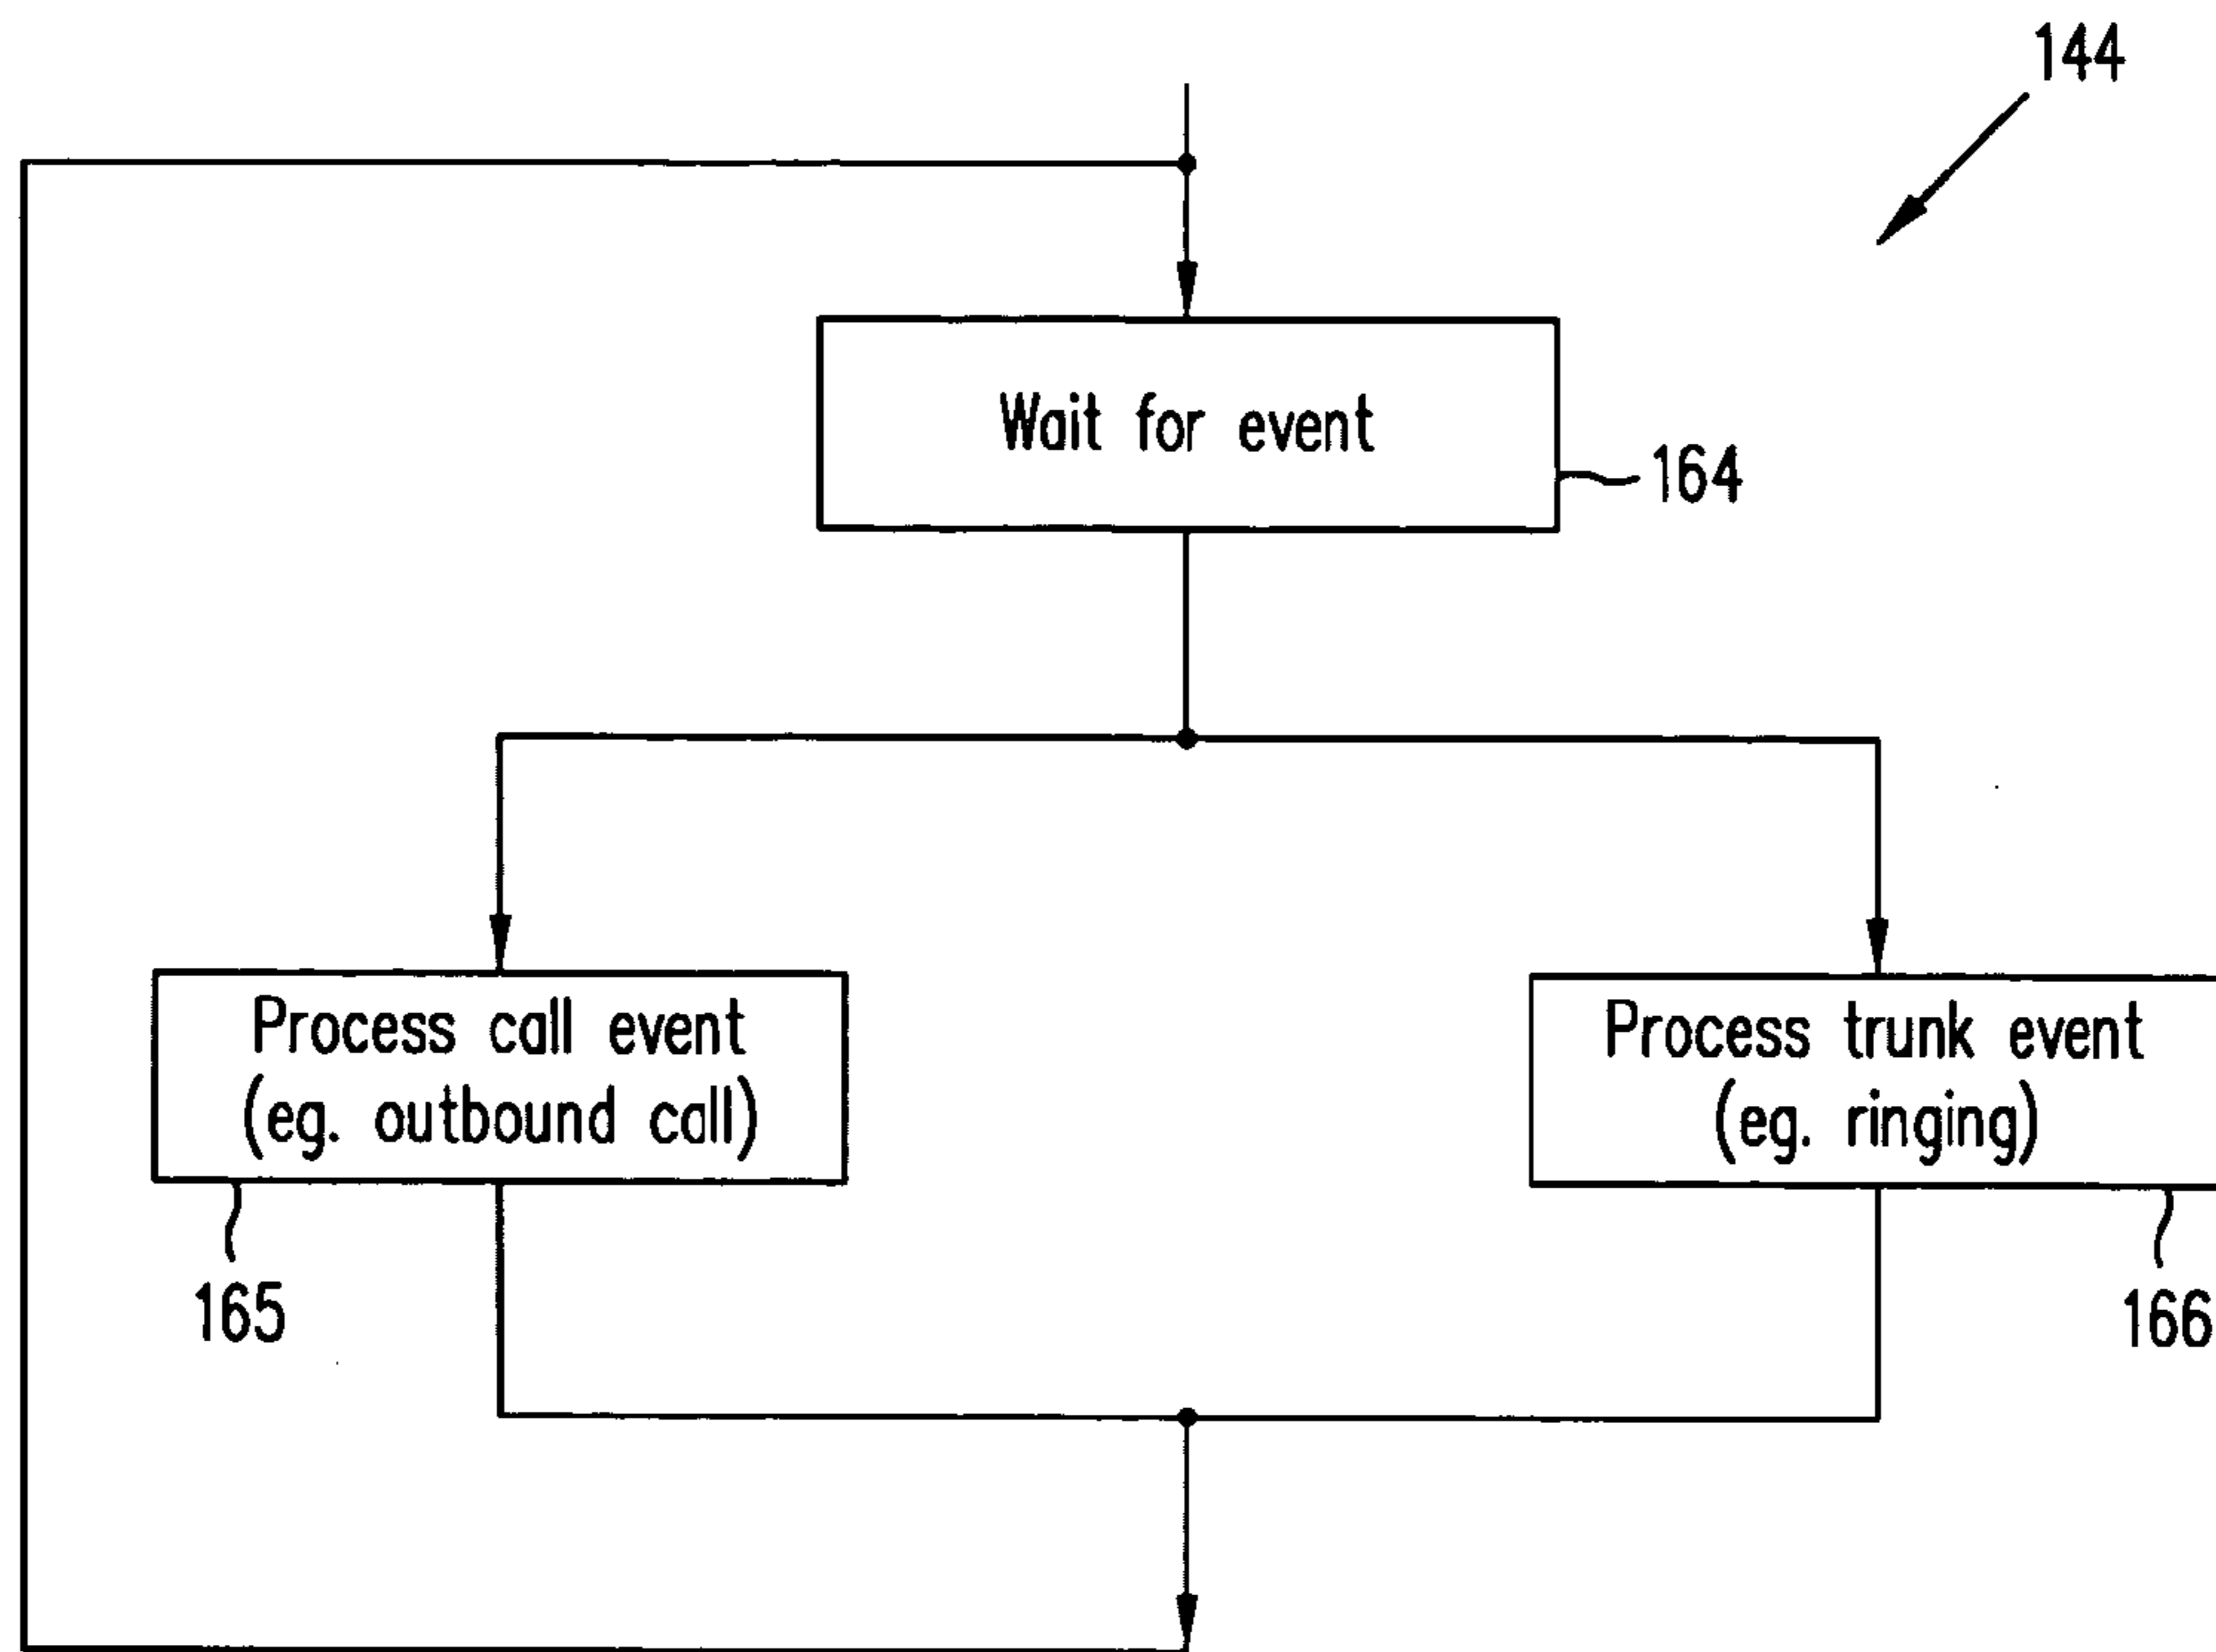 144
Wait for event
164
Process call event
(eg. outbound call)
165
Process trunk event
(eg. ringing)
166